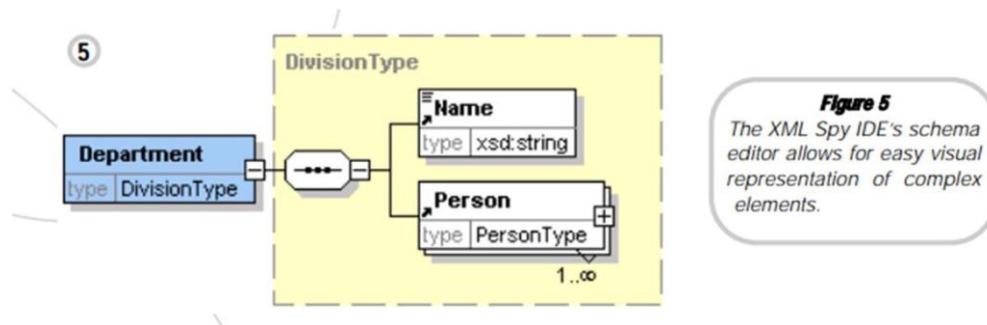 5
DivisionType
Name
type xsd:string
Department
type DivisionType
Person
type PersonType
1..∞
Figure 5
The XML Spy IDE's schema
editor allows for easy visual
representation of complex
elements.